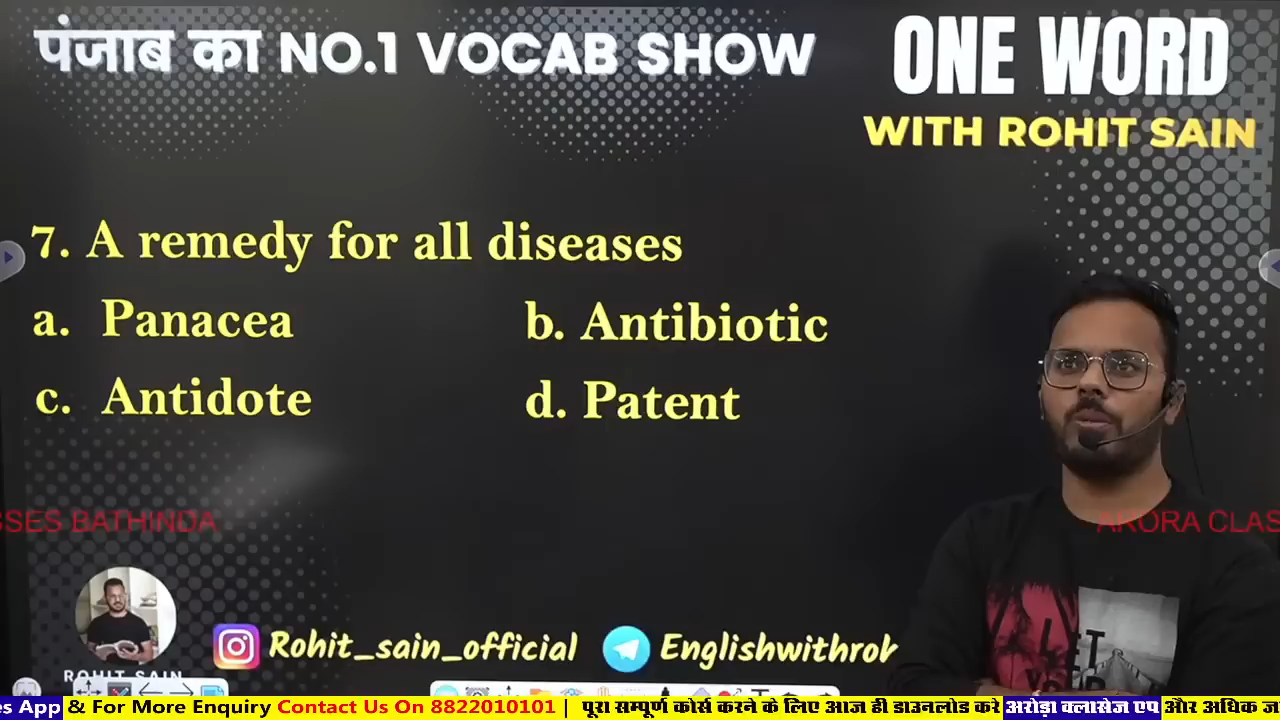 पंजाब का NO.1 VOCAB SHOW
ONE WORD
WITH ROHIT SAIN
7. A remedy for all diseases
a. Panacea
b. Antibiotic
c. Antidote
d. Patent
SSES BATHINDA
ARORA CLAS
LET
ROHIT SAIN
Rohit_sain_official
Englishwithroh
es App & For More Enquiry Contact Us On 8822010101 | पूरा सम्पूर्ण कोर्स करने के लिए आज ही डाउनलोड करे अरोड़ा क्लासेज एप और अधिक ज